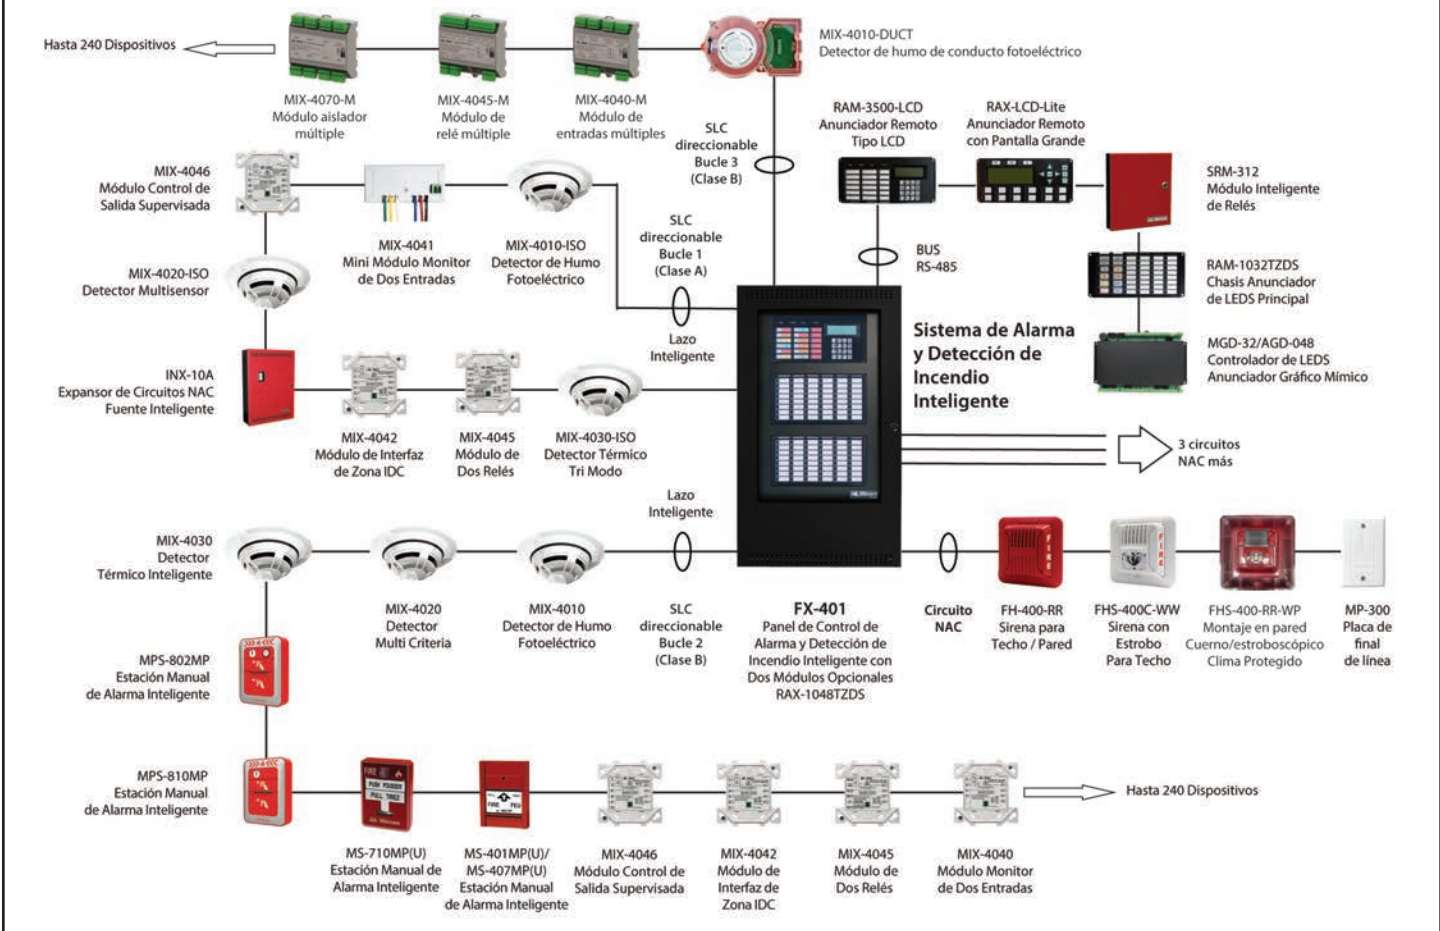 Hasta 240 Dispositivos
MIX-4070-M
Módulo aislador
múltiple
MIX-4045-M
Módulo de
relé múltiple
MIX-4040-M
Módulo de
entradas múltiples
MIX-4010-DUCT
Detector de humo de conducto fotoeléctrico
SLC
direccionable
Bucle 3
(Clase B)
RAM-3500-LCD
Anunciador Remoto
Tipo LCD
RAX-LCD-Lite
Anunciador Remoto
con Pantalla Grande
SRM-312
Módulo Inteligente
de Relés
MIX-4046
Módulo Control de
Salida Supervisada
MIX-4041
Mini Módulo Monitor
de Dos Entradas
MIX-4010-ISO
Detector de Humo
Fotoeléctrico
SLC
direccionable
Bucle 1
(Clase A)
BUS
RS-485
RAM-1032TZDS
Chasis Anunciador
de LEDS Principal
MIX-4020-ISO
Detector Multisensor
Lazo
Inteligente
Sistema de Alarma
y Detección de
Incendio
Inteligente
MGD-32/AGD-048
Controlador de LEDS
Anunciador Gráfico Mímico
INX-10A
Expansor de Circuitos NAC
Fuente Inteligente
MIX-4042
Módulo de Interfaz
de Zona IDC
MIX-4045
Módulo de
Dos Relés
MIX-4030-ISO
Detector Térmico
Tri Modo
3 circuitos
NAC más
Lazo
Inteligente
MIX-4030
Detector
Térmico Inteligente
MIX-4020
Detector
Multi Criteria
MIX-4010
Detector de Humo
Fotoeléctrico
SLC
direccionable
Bucle 2
(Clase B)
FX-401
Panel de Control de
Alarma y Detección de
Incendio Inteligente con
Dos Módulos Opcionales
RAX-1048TZDS
Circuito
NAC
FIRE
FH-400-RR
Sirena para
Techo / Pared
FIRE
FHS-400C-WW
Sirena con
Estrobo
Para Techo
FHS-400-RR-WP
Montaje en pared
Cuerno/estroboscópico
Clima Protegido
MP-300
Placa de
final
de línea
MPS-802MP
Estación Manual
de Alarma Inteligente
MPS-810MP
Estación Manual
de Alarma Inteligente
FIRE
PULL
MS-710MP(U)
Estación Manual de
Alarma Inteligente
FIRE FEU
MS-401MP(U)/
MS-407MP(U)
Estación Manual
de Alarma Inteligente
MIX-4046
Módulo Control de
Salida Supervisada
MIX-4042
Módulo de
Interfaz de
Zona IDC
MIX-4045
Módulo de
Dos Relés
MIX-4040
Módulo Monitor
de Dos Entradas
Hasta 240 Dispositivos